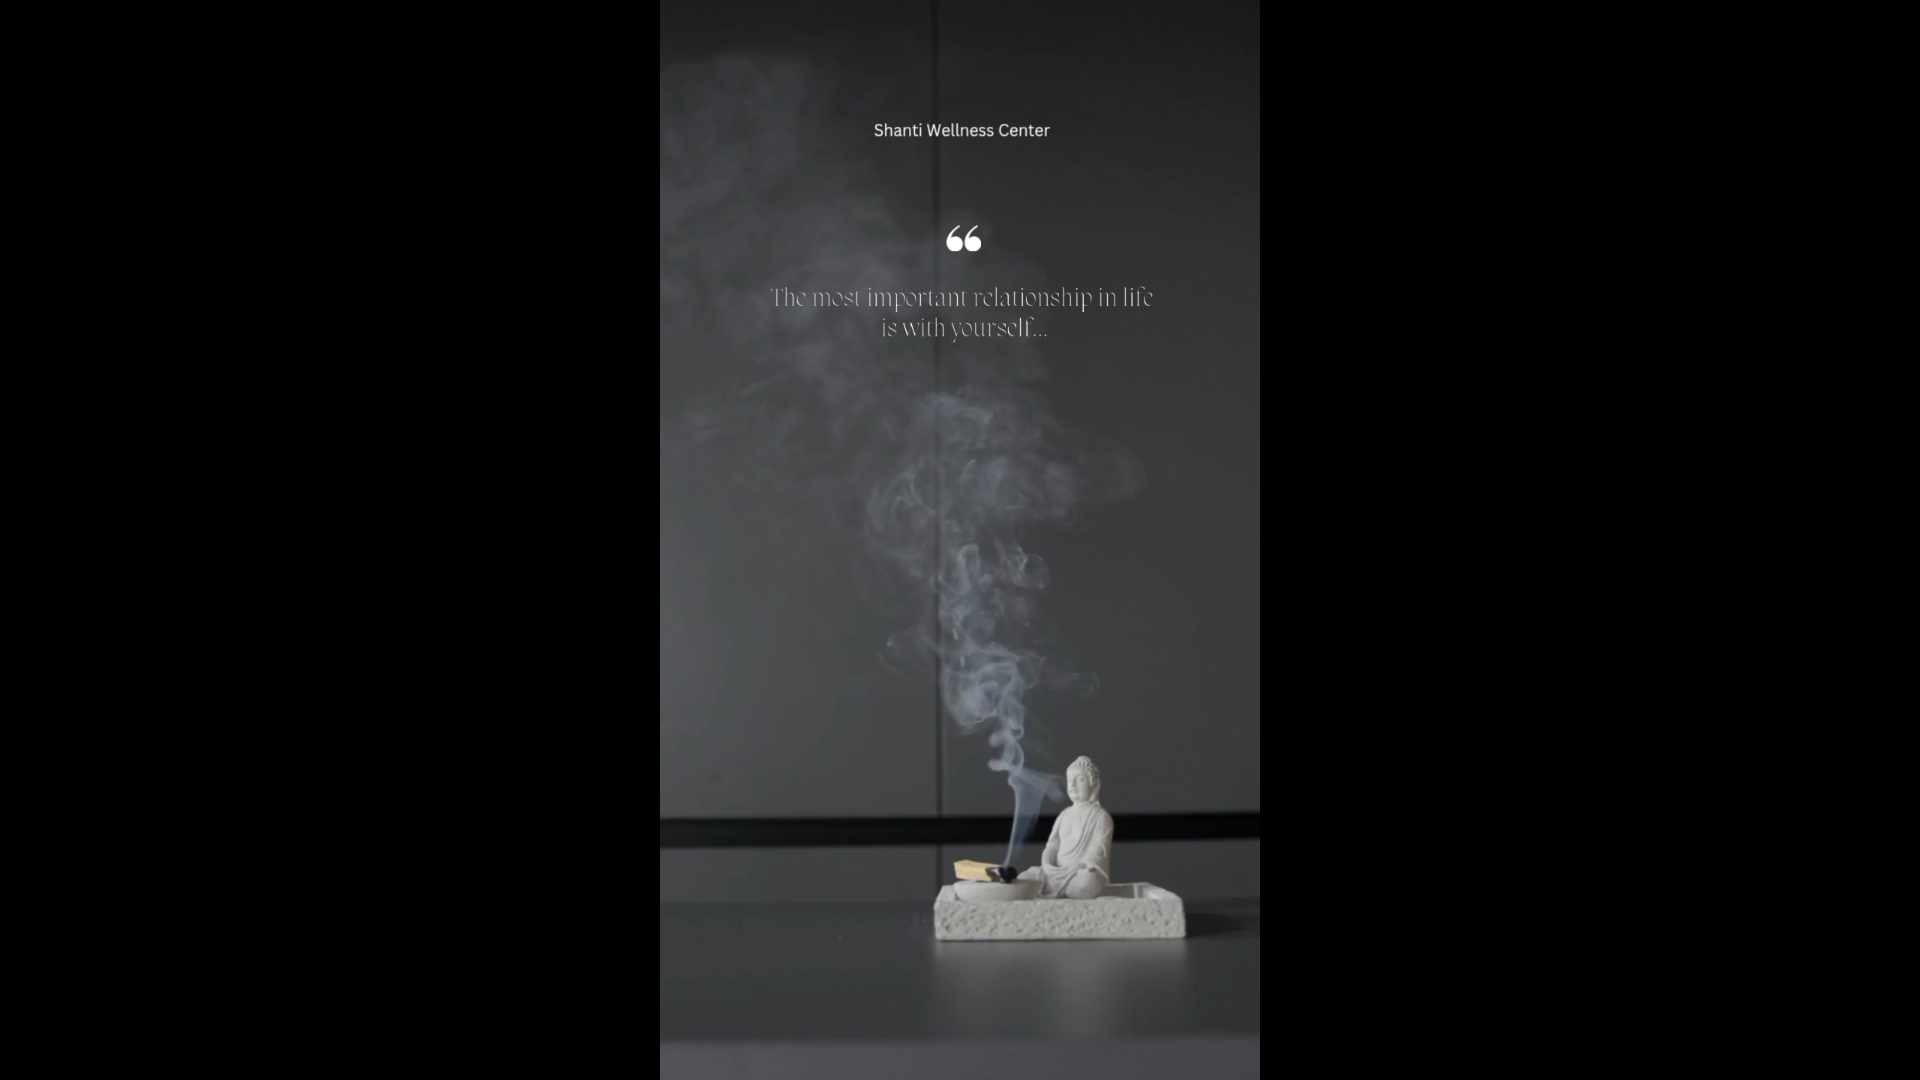 Shanti Wellness Center
“
The most important relationship in life
is with yourself...